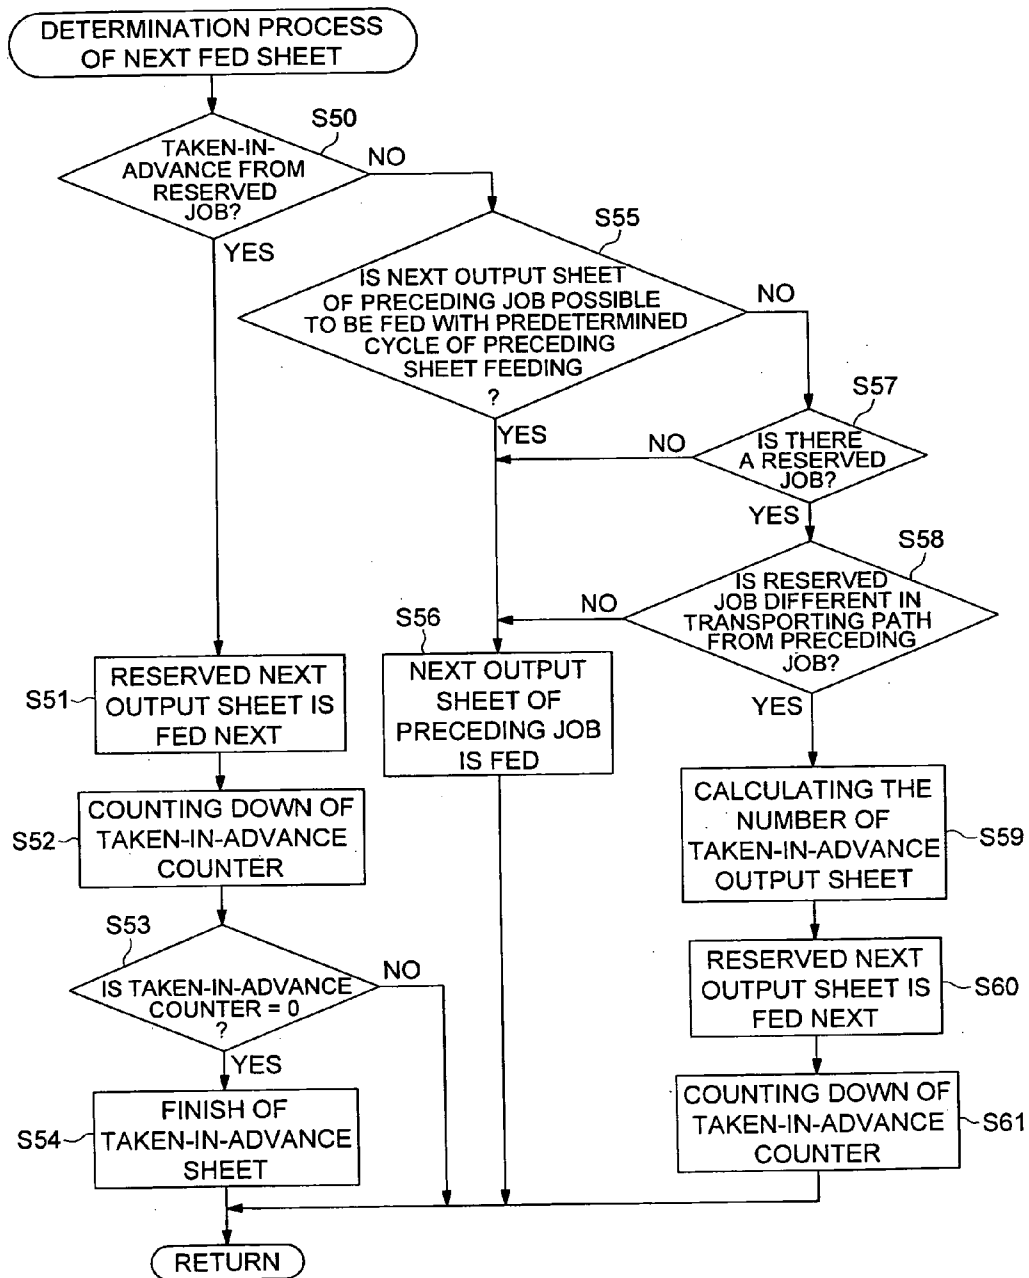 DETERMINATION PROCESS
OF NEXT FED SHEET
S50
TAKEN-IN-
ADVANCE FROM
RESERVED
JOB?
NO
YES
S55
IS NEXT OUTPUT SHEET
OF PRECEDING JOB POSSIBLE
TO BE FED WITH PREDETERMINED
CYCLE OF PRECEDING
SHEET FEEDING
?
NO
YES
S57
IS THERE
A RESERVED
JOB?
NO
YES
S58
IS RESERVED
JOB DIFFERENT IN
TRANSPORTING PATH
FROM PRECEDING
JOB?
NO
YES
S51
RESERVED NEXT
OUTPUT SHEET IS
FED NEXT
S56
NEXT OUTPUT
SHEET OF
PRECEDING JOB
IS FED
S52
COUNTING DOWN OF
TAKEN-IN-ADVANCE
COUNTER
CALCULATING THE
NUMBER OF
TAKEN-IN-ADVANCE
OUTPUT SHEET
S59
S53
IS TAKEN-IN-ADVANCE
COUNTER = 0
?
NO
YES
RESERVED NEXT
OUTPUT SHEET IS
FED NEXT
S60
S54
FINISH OF
TAKEN-IN-ADVANCE
SHEET
COUNTING DOWN OF
TAKEN-IN-ADVANCE
COUNTER
S61
RETURN